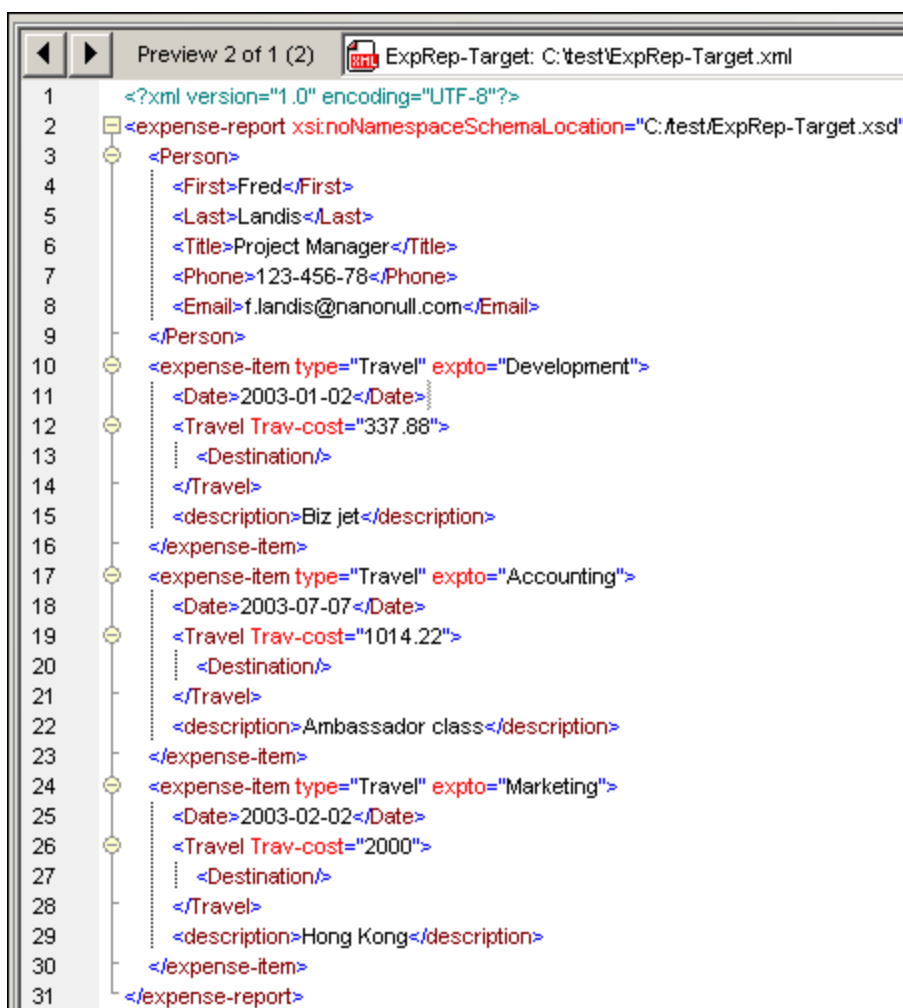 Preview 2 of 1 (2) XML ExpRep-Target: C:\test\ExpRep-Target.xml
1 <?xml version="1.0" encoding="UTF-8"?>
2 <expense-report xsi:noNamespaceSchemaLocation="C:/test/ExpRep-Target.xsd"
3 <Person>
4 <First>Fred</First>
5 <Last>Landis</Last>
6 <Title>Project Manager</Title>
7 <Phone>123-456-78</Phone>
8 <Email>f.landis@nanonull.com</Email>
9 </Person>
10 <expense-item type="Travel" expto="Development">
11 <Date>2003-01-02</Date>
12 <Travel Trav-cost="337.88">
13 <Destination/>
14 </Travel>
15 <description>Biz jet</description>
16 </expense-item>
17 <expense-item type="Travel" expto="Accounting">
18 <Date>2003-07-07</Date>
19 <Travel Trav-cost="1014.22">
20 <Destination/>
21 </Travel>
22 <description>Ambassador class</description>
23 </expense-item>
24 <expense-item type="Travel" expto="Marketing">
25 <Date>2003-02-02</Date>
26 <Travel Trav-cost="2000">
27 <Destination/>
28 </Travel>
29 <description>Hong Kong</description>
30 </expense-item>
31 </expense-report>